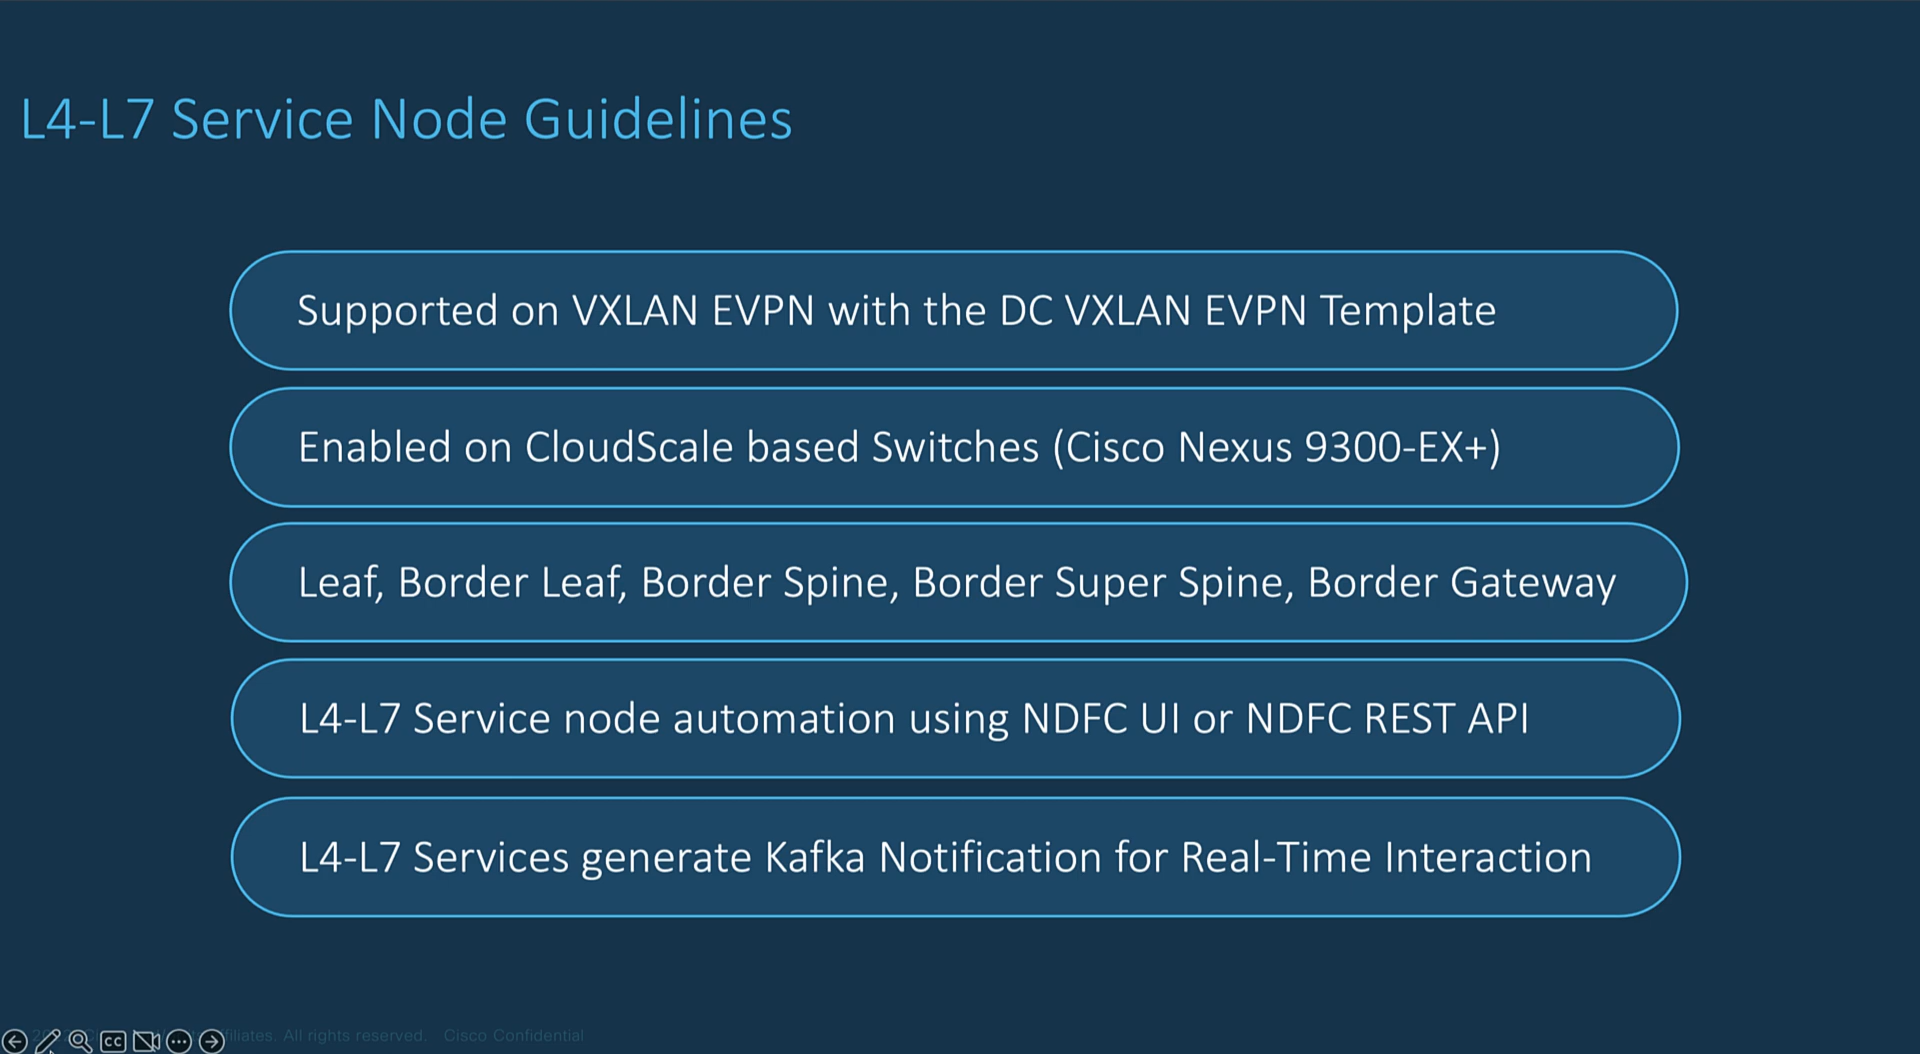 L4-L7 Service Node Guidelines
Supported on VXLAN EVPN with the DC VXLAN EVPN Template
Enabled on CloudScale based Switches (Cisco Nexus 9300-EX+)
Leaf, Border Leaf, Border Spine, Border Super Spine, Border Gateway
L4-L7 Service node automation using NDFC UI or NDFC REST API
L4-L7 Services generate Kafka Notification for Real-Time Interaction
CC
All rights reserved. Cisco Confidential